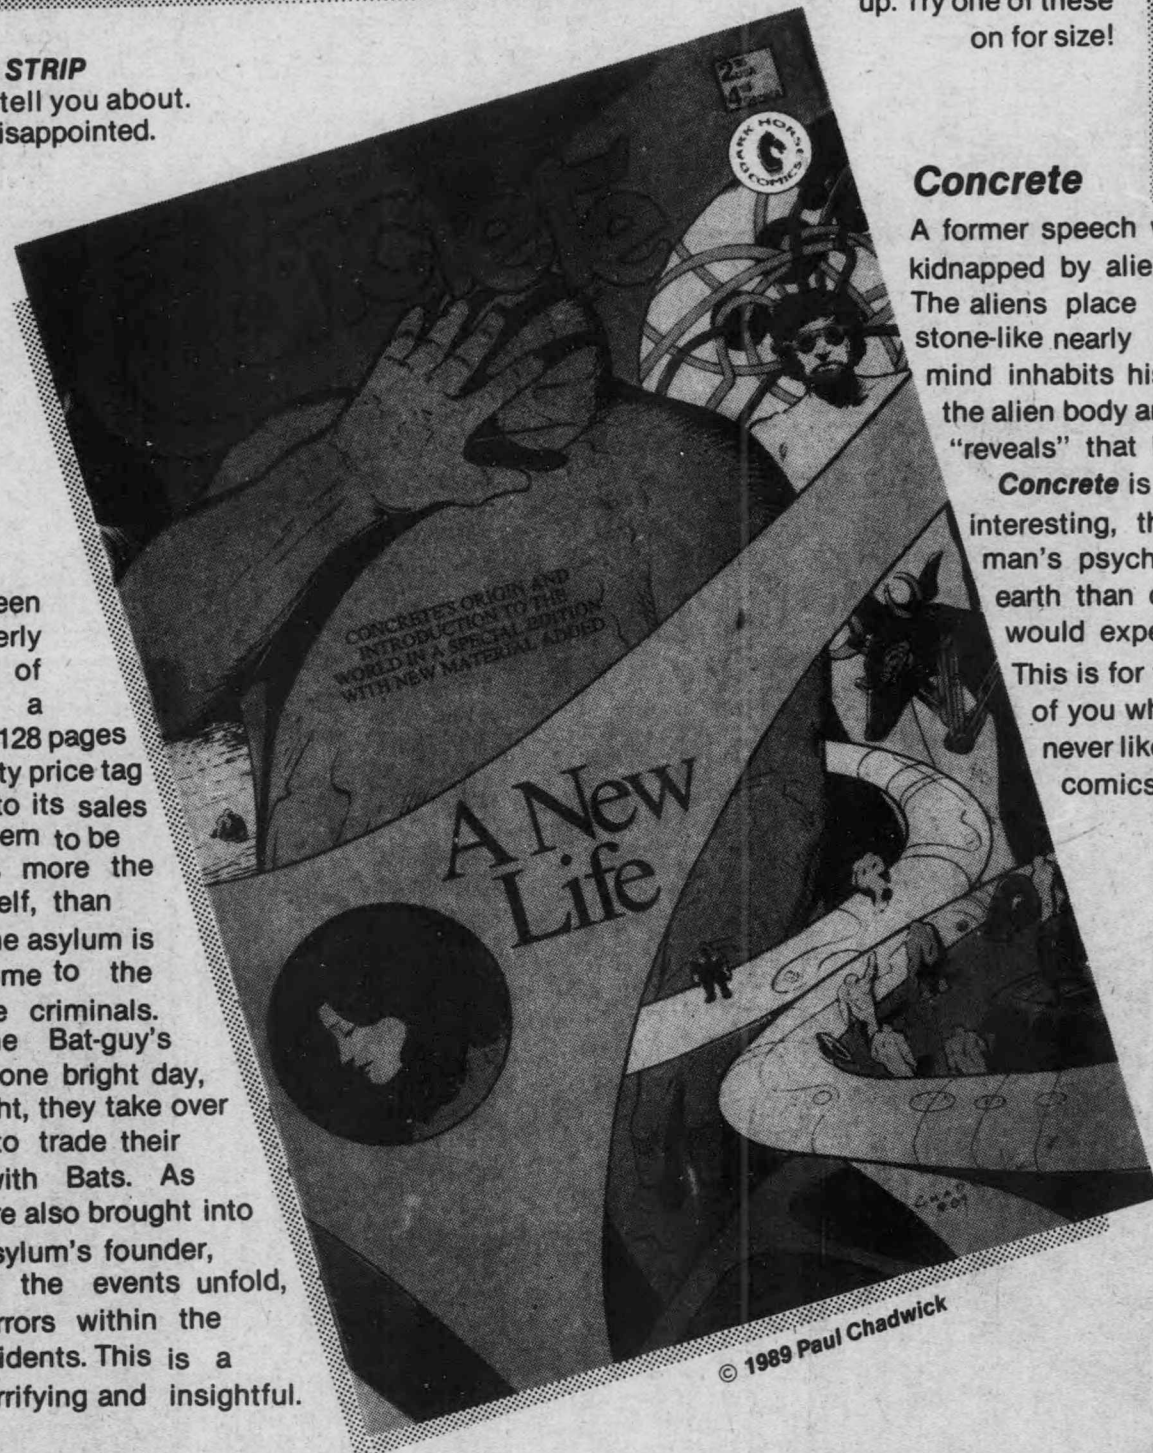 STRIP
tell you about.
isappointed.
een
erly
of
a
128 pages
ty price tag
to its sales
em to be
more the
elf, than
ne asylum is
me to the
e criminals.
ne Bat-guy's
one bright day,
ht, they take over
to trade their
with Bats. As
re also brought into
sylum's founder,
the events unfold,
rrors within the
idents. This is a
rrifying and insightful.
DARK HORSE
COMICS
CONCRETE'S ORIGIN AND
INTRODUCTION TO THE
WORLD IN A SPECIAL EDITION
WITH NEW MATERIAL ADDED
A New
Life
© 1989 Paul Chadwick
up. Try one of these
on for size!
Concrete
A former speech w
kidnapped by alie
The aliens place
stone-like nearly
mind inhabits his
the alien body an
"reveals" that
Concrete is
interesting, th
man's psych
earth than
would expe
This is for
of you wh
never like
comics